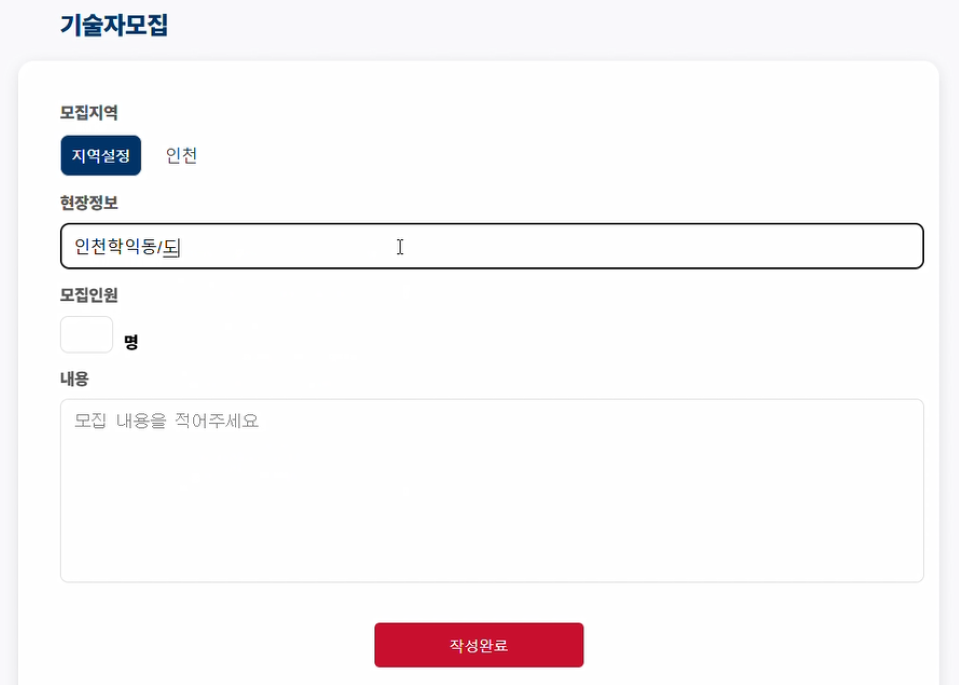 기술자모집
모집지역
지역설정 인천
현장정보
인천학익동/도
모집인원
명
내용
모집 내용을 적어주세요
작성완료